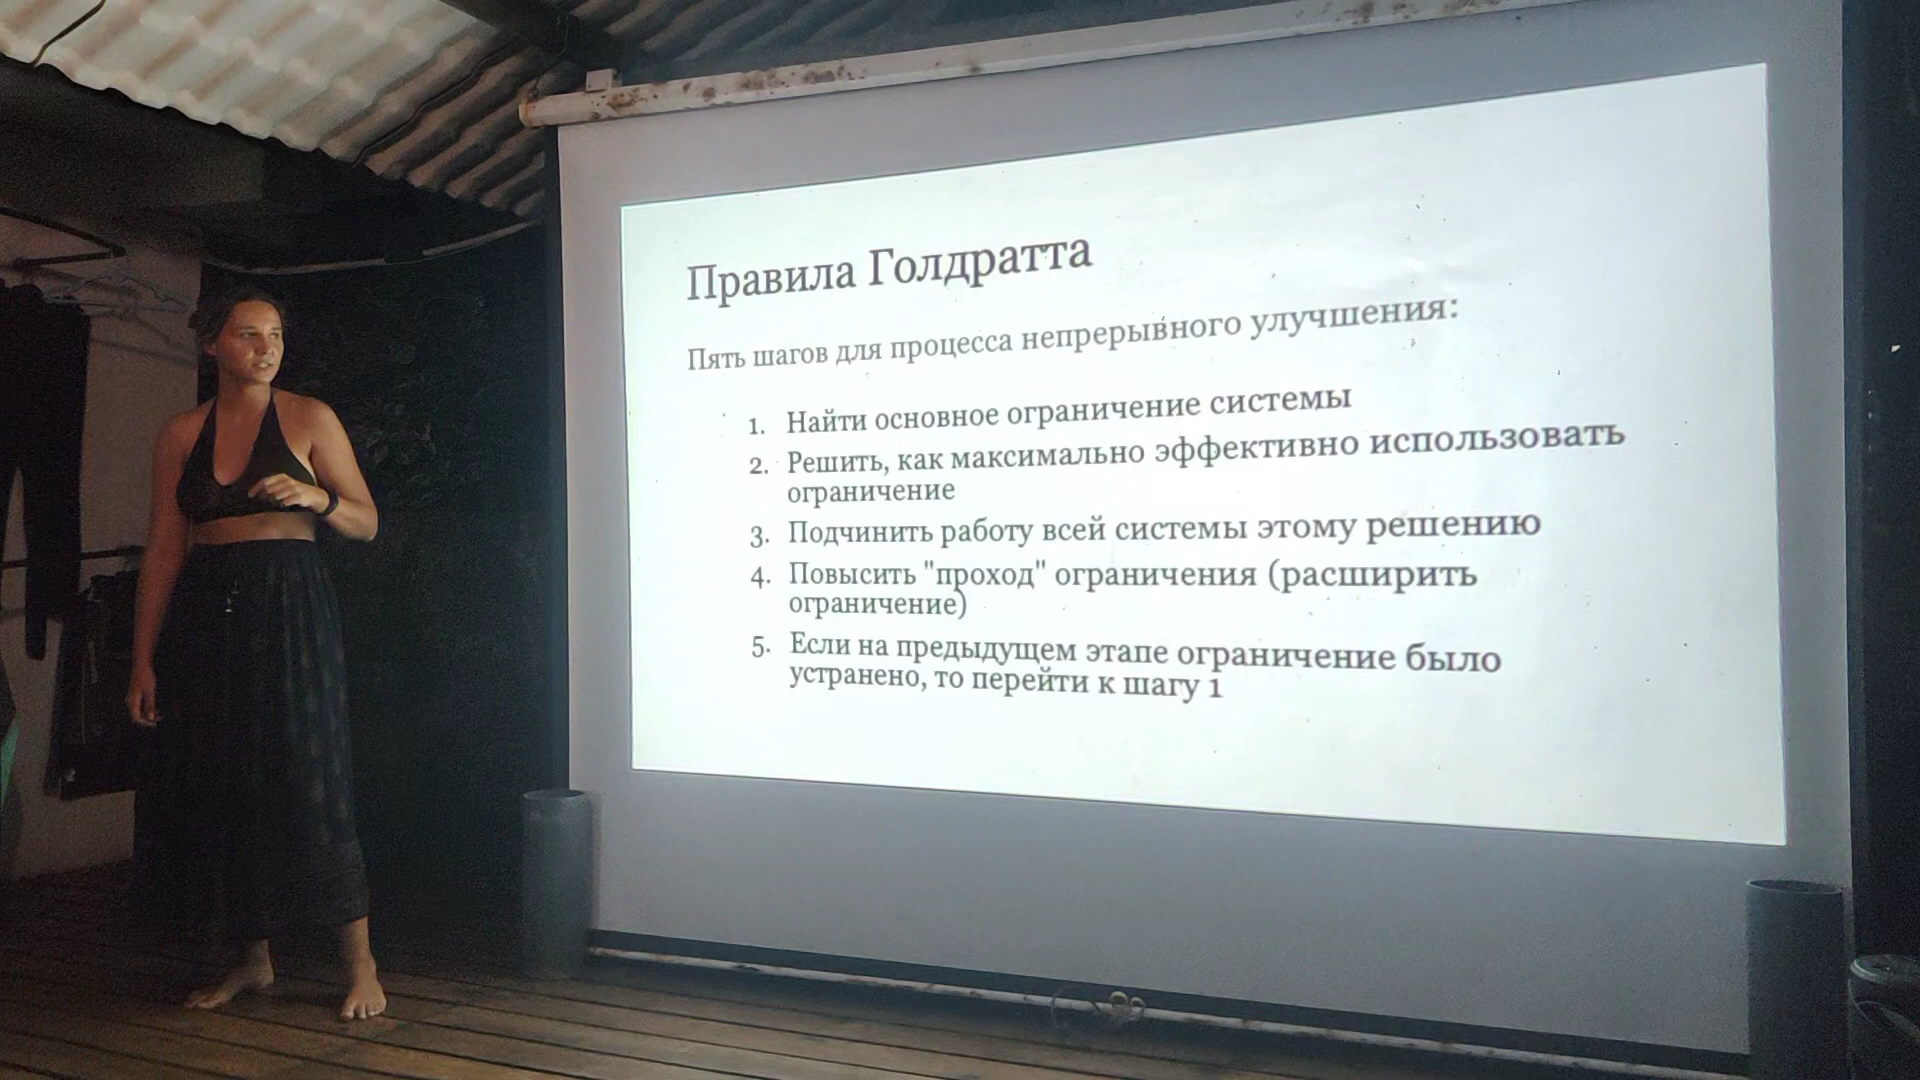 Правила Голдратта
Пять шагов для процесса непрерывного улучшения:
1. Найти основное ограничение системы
2. Решить, как максимально эффективно использовать
ограничение
3. Подчинить работу всей системы этому решению
4. Повысить "проход" ограничения (расширить
ограничение)
5. Если на предыдущем этапе ограничение было
устранено, то перейти к шагу 1